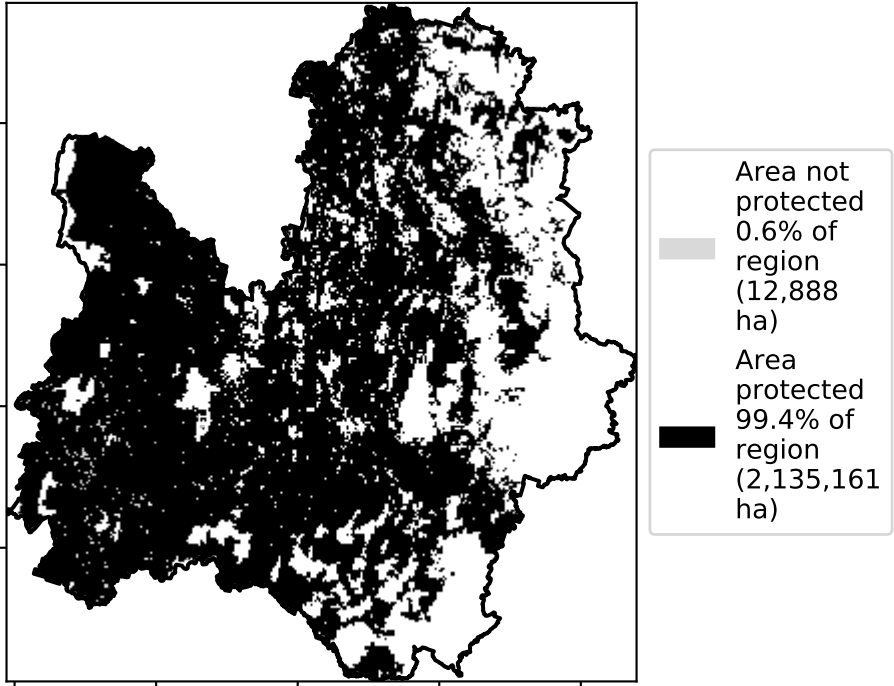 Area not
protected
0.6% of
region
(12,888
ha)
Area
protected
99.4% of
region
(2,135,161
ha)